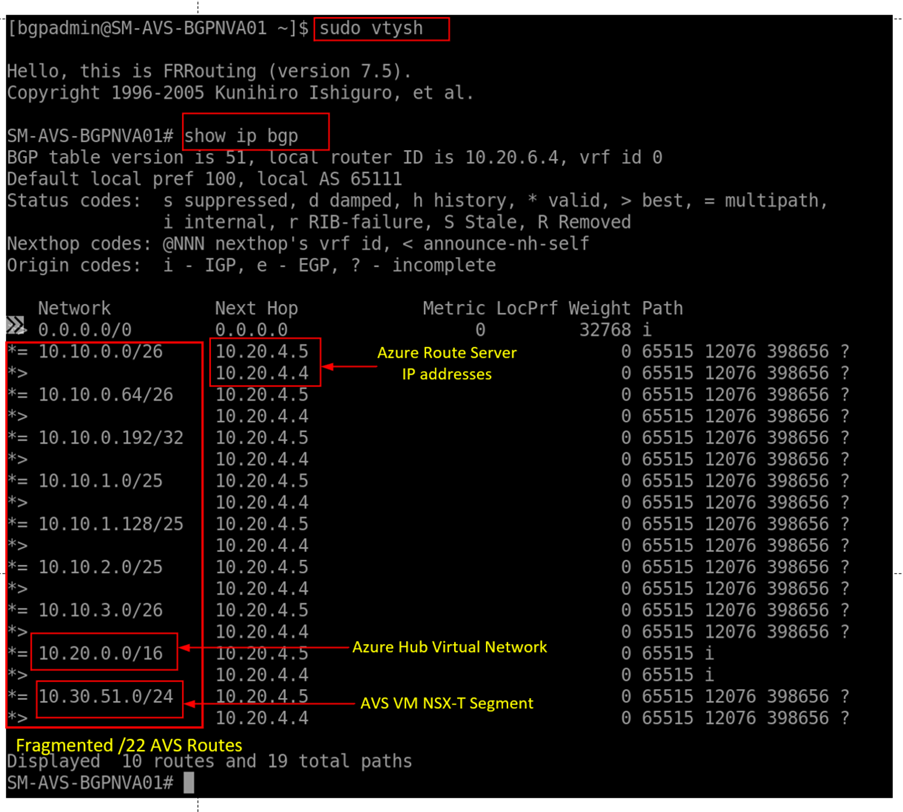 [bgpadmin@SM-AVS-BGPNVA01 ~]$ sudo vtysh
Hello, this is FRRouting (version 7.5).
Copyright 1996-2005 Kunihiro Ishiguro, et al.
SM-AVS-BGPNVA01# show ip bgp
BGP table version is 51, local router ID is 10.20.6.4, vrf id 0
Default local pref 100, local AS 65111
Status codes:  s suppressed, d damped, h history, * valid, > best, = multipath,
i internal, r RIB-failure, S Stale, R Removed
Nexthop codes: @NNN nexthop's vrf id, < announce-nh-self
Origin codes:  i - IGP, e - EGP, ? - incomplete
Network          Next Hop            Metric LocPrf Weight Path
> 0.0.0.0/0        0.0.0.0                  0         32768 i
*= 10.10.0.0/26     10.20.4.5                              0 65515 12076 398656 ?
*>                  10.20.4.4                              0 65515 12076 398656 ?
Azure Route Server
IP addresses
*= 10.10.0.64/26    10.20.4.5                              0 65515 12076 398656 ?
*>                  10.20.4.4                              0 65515 12076 398656 ?
*= 10.10.0.192/32   10.20.4.5                              0 65515 12076 398656 ?
*>                  10.20.4.4                              0 65515 12076 398656 ?
*= 10.10.1.0/25     10.20.4.5                              0 65515 12076 398656 ?
*>                  10.20.4.4                              0 65515 12076 398656 ?
*= 10.10.1.128/25   10.20.4.5                              0 65515 12076 398656 ?
*>                  10.20.4.4                              0 65515 12076 398656 ?
*= 10.10.2.0/25     10.20.4.5                              0 65515 12076 398656 ?
*>                  10.20.4.4                              0 65515 12076 398656 ?
*= 10.10.3.0/26     10.20.4.5                              0 65515 12076 398656 ?
*>                  10.20.4.4                              0 65515 12076 398656 ?
*= 10.20.0.0/16     10.20.4.5                              0 65515 i
Azure Hub Virtual Network
*>                  10.20.4.4                              0 65515 i
*= 10.30.51.0/24    10.20.4.5                              0 65515 12076 398656 ?
AVS VM NSX-T Segment
*>                  10.20.4.4                              0 65515 12076 398656 ?
Fragmented /22 AVS Routes
Displayed  10 routes and 19 total paths
SM-AVS-BGPNVA01#